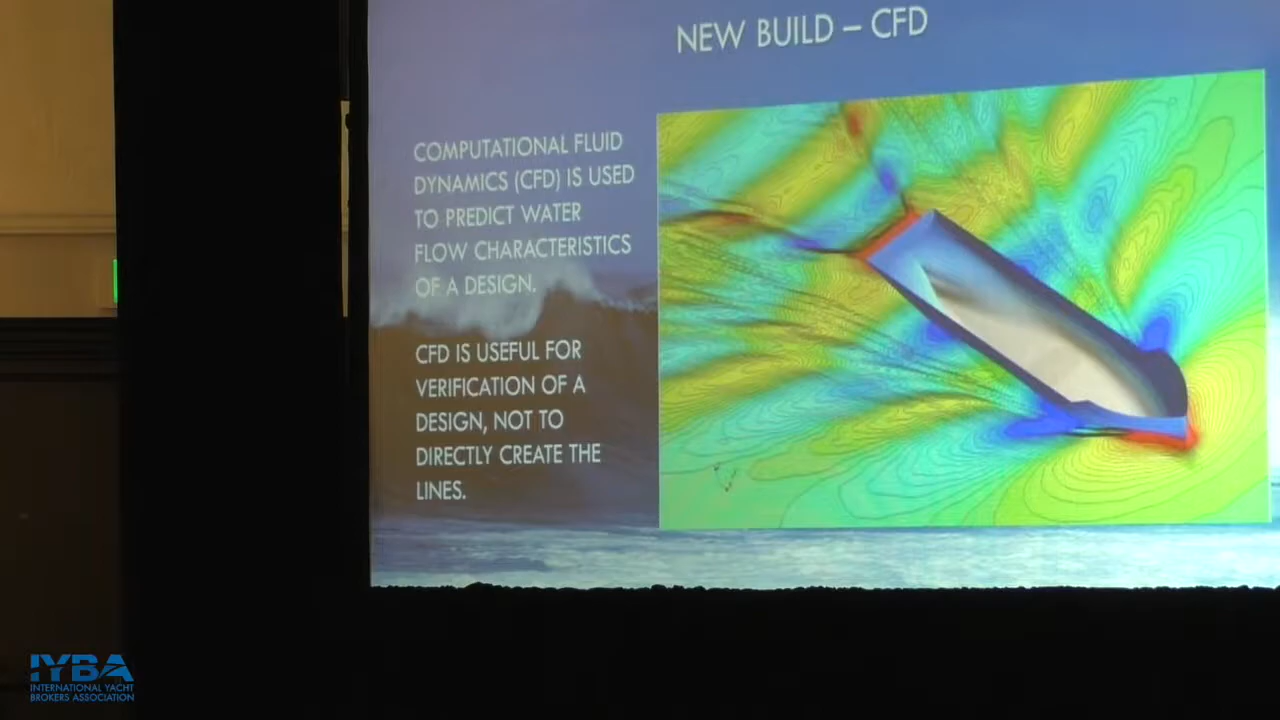 NEW BUILD – CFD
COMPUTATIONAL FLUID
DYNAMICS (CFD) IS USED
TO PREDICT WATER
FLOW CHARACTERISTICS
OF A DESIGN.
CFD IS USEFUL FOR
VERIFICATION OF A
DESIGN, NOT TO
DIRECTLY CREATE THE
LINES.
IYBA
INTERNATIONAL YACHT
BROKERS ASSOCIATION